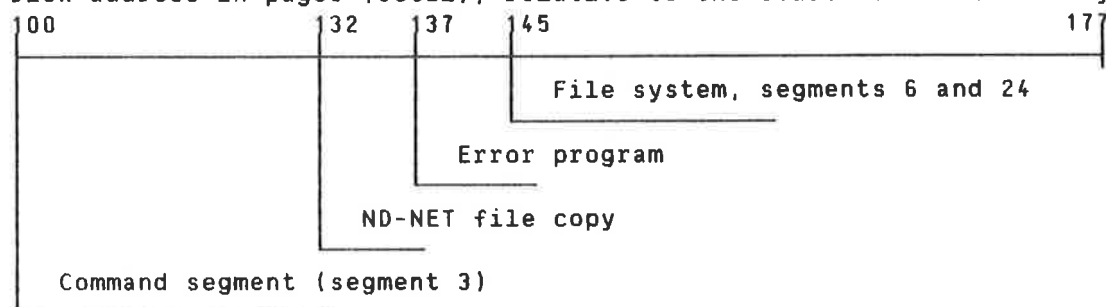 100 132 137 145 177
File system, segments 6 and 24
Error program
ND-NET file copy
Command segment (segment 3)